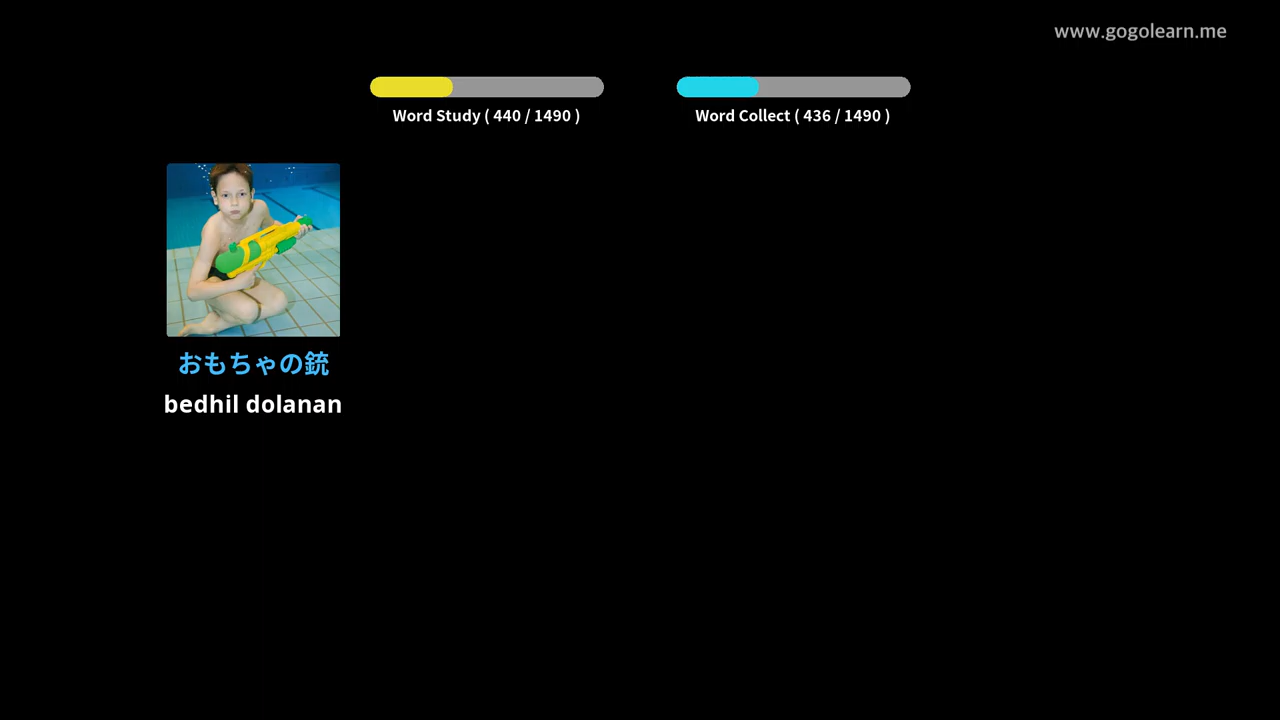 www.gogolearn.me
Word Study ( 440 / 1490 )
Word Collect ( 436 / 1490 )
おもちゃの銃
bedhil dolanan